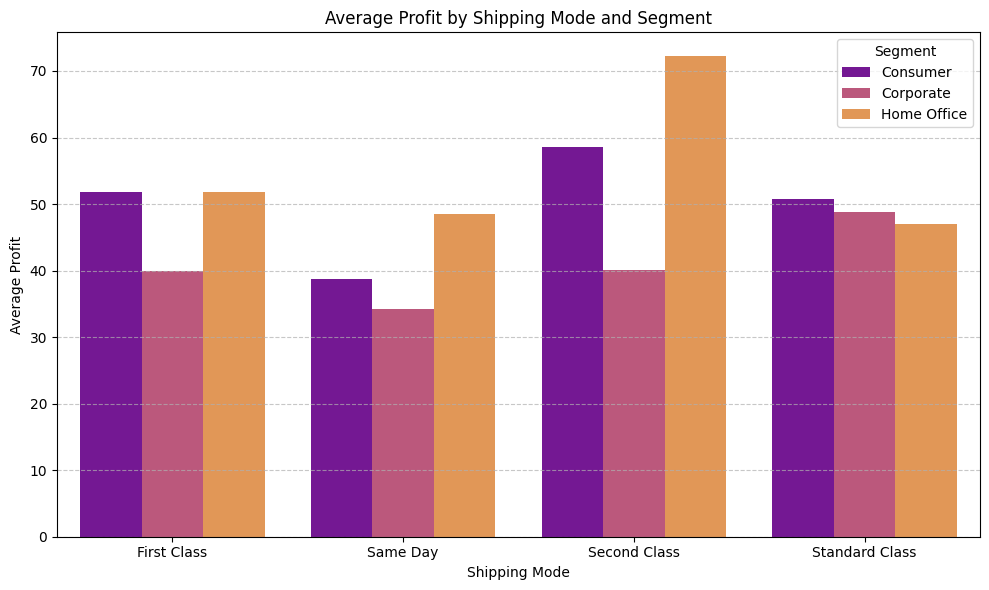 Average Profit by Shipping Mode and Segment
Segment
Consumer
Corporate
Home Office
Average Profit
70
60
50
40
30
20
10
0
First Class
Same Day
Second Class
Standard Class
Shipping Mode